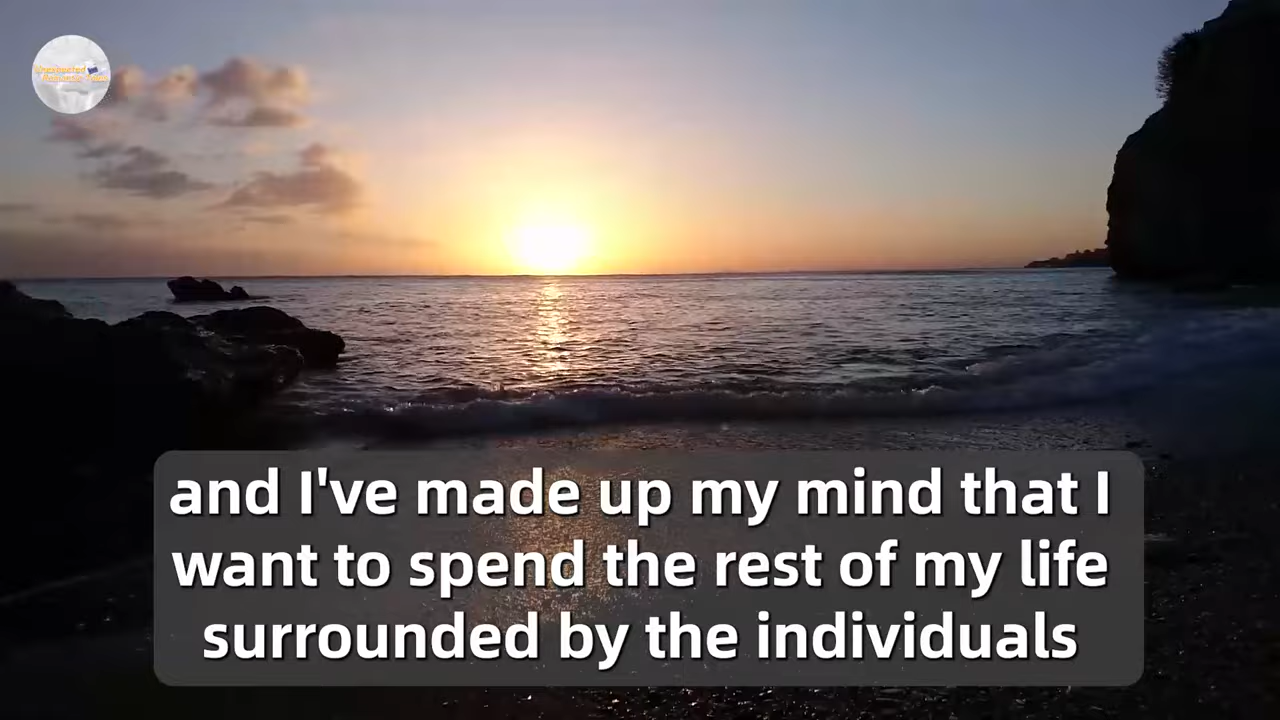 Unexpected
and I've made up my mind that I
want to spend the rest of my life
surrounded by the individuals